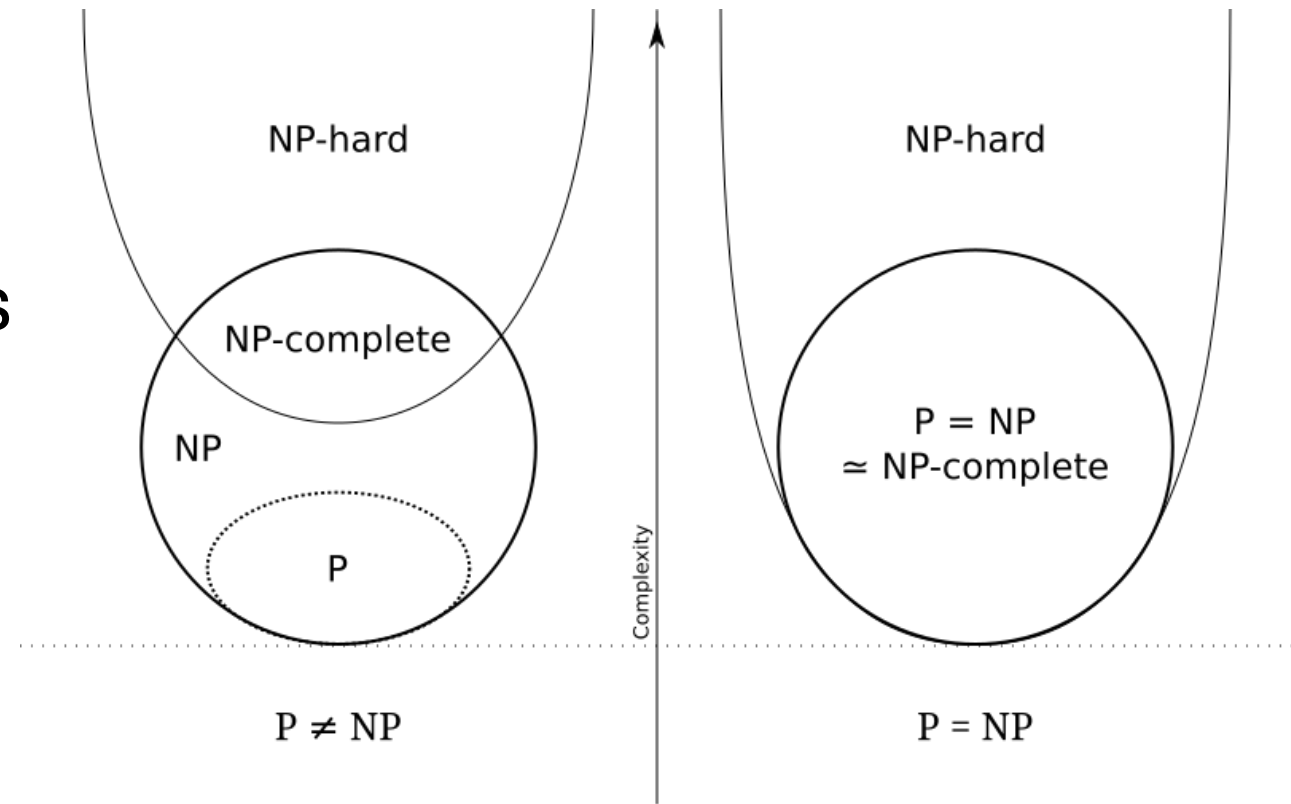 NP-hard
NP-complete
NP
P
P ≠ NP
s
Complexity
NP-hard
P = NP
≃ NP-complete
P = NP